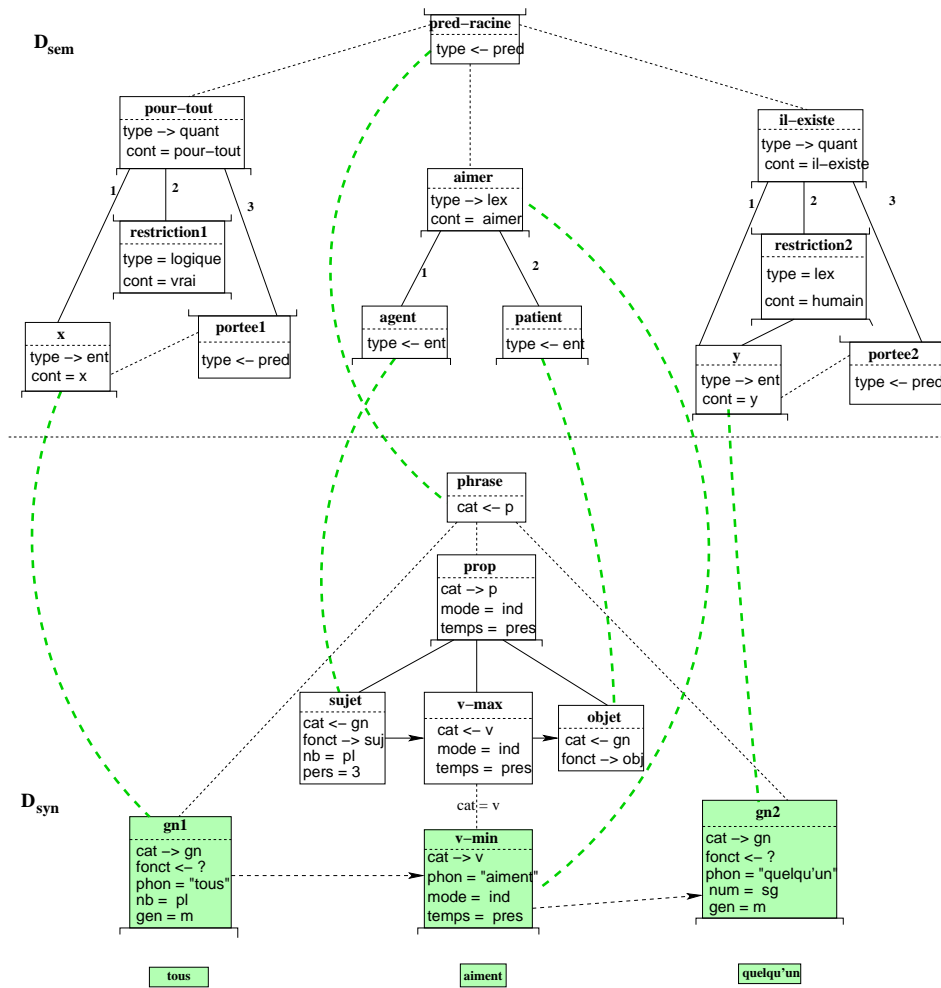 D_sem
pred-racine
type <- pred
pour-tout
type -> quant
cont = pour-tout
il-existe
type -> quant
cont = il-existe
aimer
type -> lex
cont = aimer
1
2
3
1
2
3
restriction1
type = logique
cont = vrai
restriction2
type = lex
cont = humain
1
2
x
type -> ent
cont = x
portee1
type <- pred
agent
type <- ent
patient
type <- ent
y
type -> ent
cont = y
portee2
type <- pred
phrase
cat <- p
prop
cat -> p
mode = ind
temps = pres
sujet
cat <- gn
fonct -> suj
nb = pl
pers = 3
v-max
cat <- v
mode = ind
temps = pres
objet
cat <- gn
fonct -> obj
D_syn
cat = v
gn1
cat -> gn
fonct <- ?
phon = "tous"
nb = pl
gen = m
v-min
cat -> v
phon = "aiment"
mode = ind
temps = pres
gn2
cat -> gn
fonct <- ?
phon = "quelqu'un"
num = sg
gen = m
tous
aiment
quelqu'un